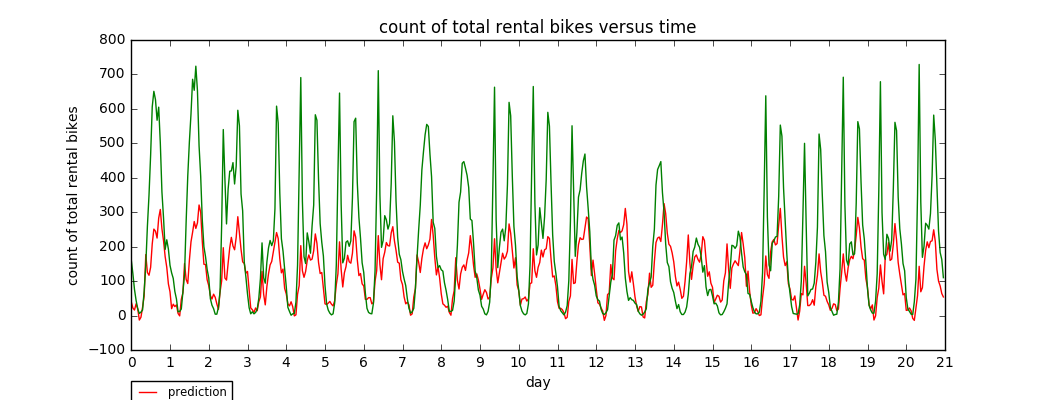 count of total rental bikes versus time
800
700
600
500
400
300
200
100
0
−100
count of total rental bikes
0 1 2 3 4 5 6 7 8 9 10 11 12 13 14 15 16 17 18 19 20 21
day
prediction